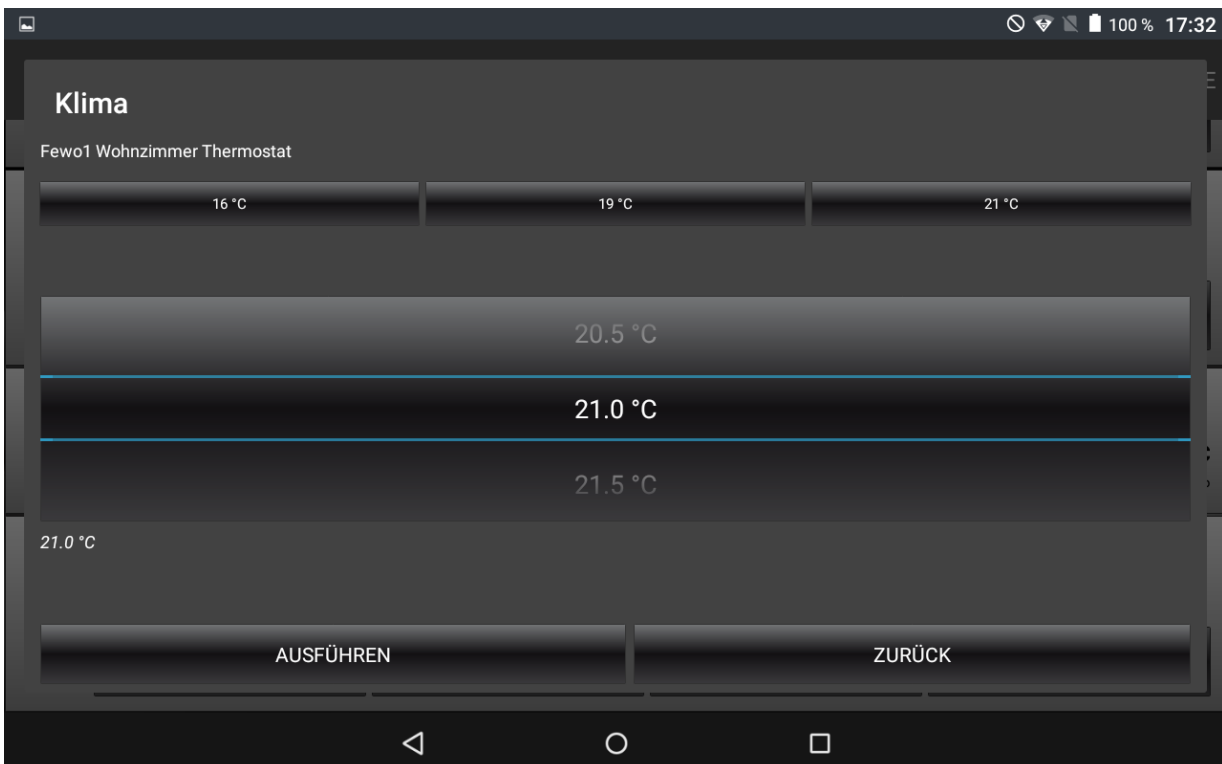 100 % 17:32
Klima
Fewo1 Wohnzimmer Thermostat
16 °C 19 °C 21 °C
20.5 °C
21.0 °C
21.5 °C
21.0 °C
AUSFÜHREN ZURÜCK